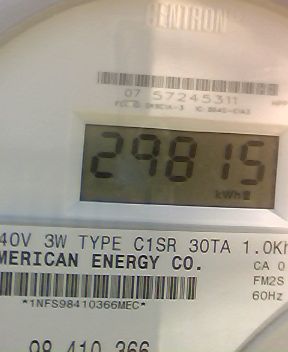 CENTRON
07 57245311
29815
kWh
40V 3W TYPE C1SR 30TA 1.0Kh
MERICAN ENERGY CO.
CA 0
*1NFS98410366MEC*
FM2S
60Hz
98 410 366